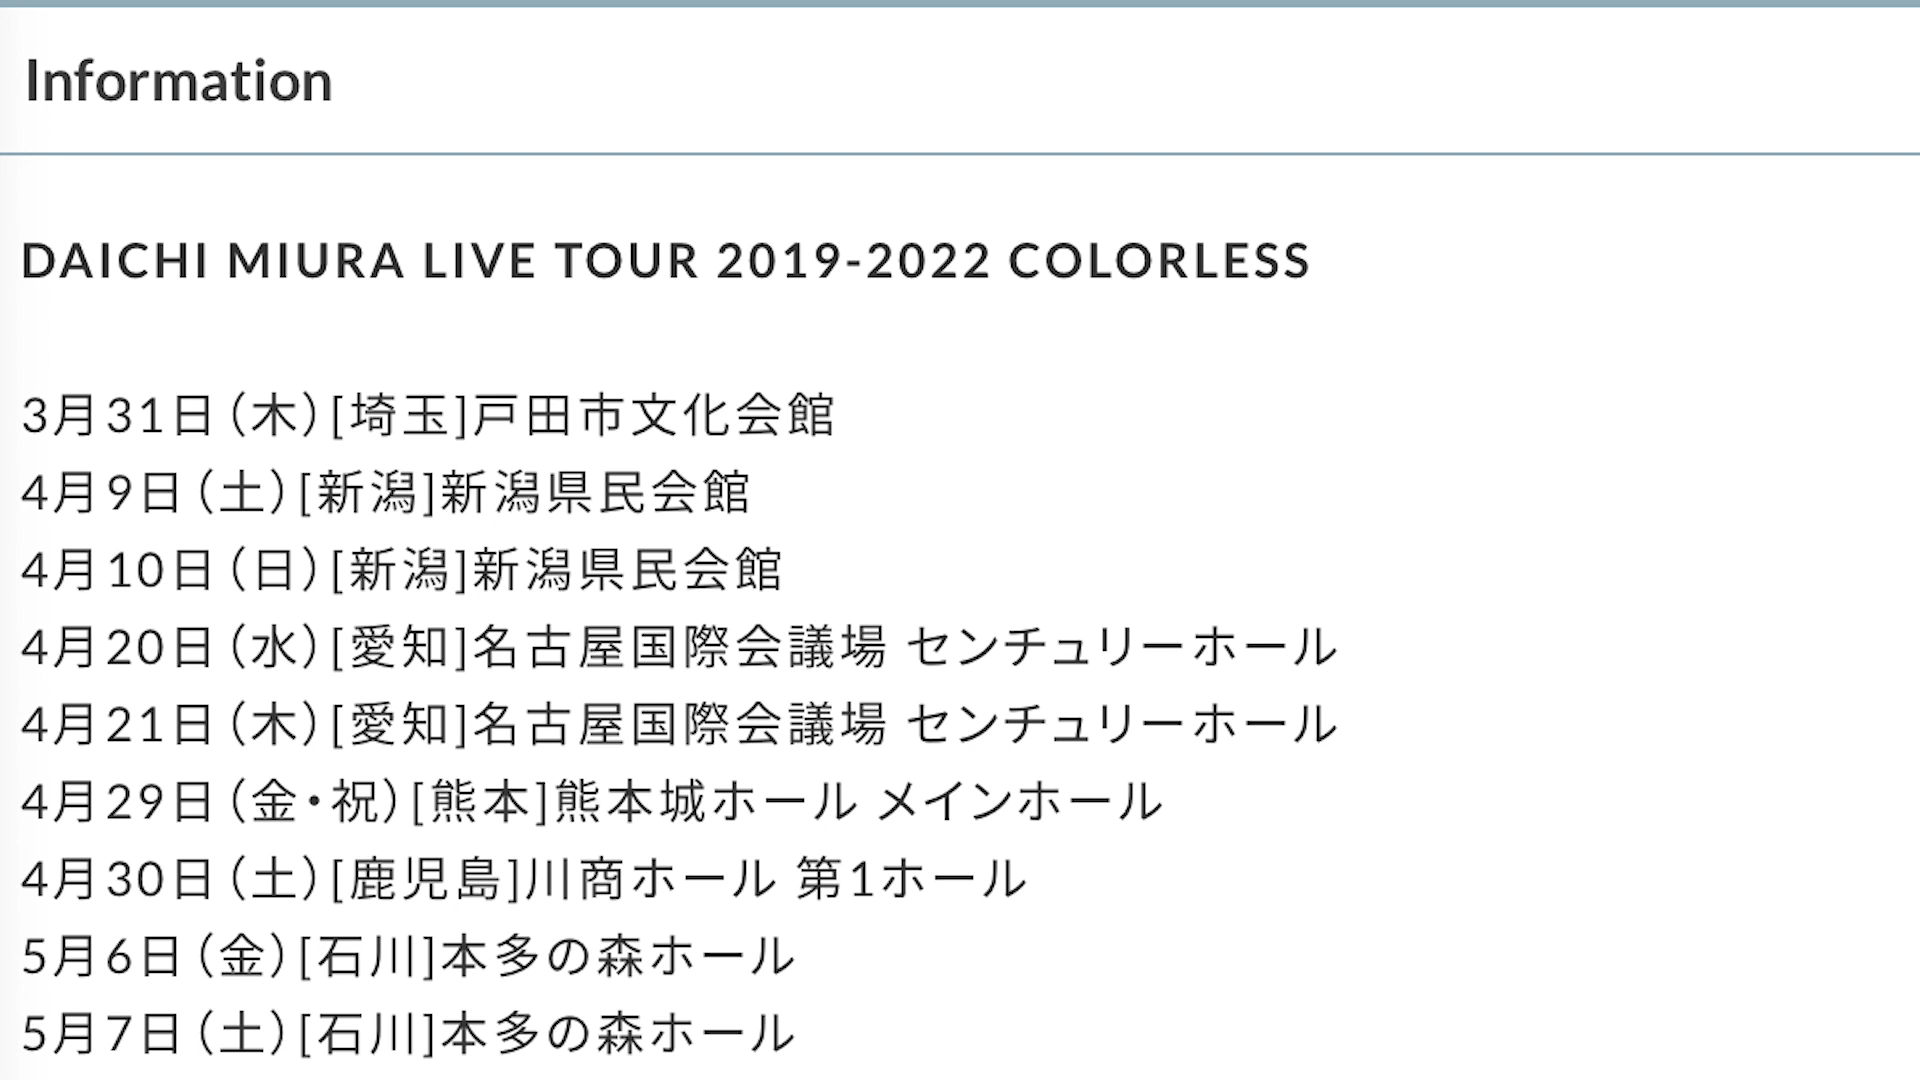 Information
DAICHI MIURA LIVE TOUR 2019-2022 COLORLESS
3月31日（木）[埼玉]戸田市文化会館
4月9日（土）[新潟]新潟県民会館
4月10日（日）[新潟]新潟県民会館
4月20日（水）[愛知]名古屋国際会議場 センチュリーホール
4月21日（木）[愛知]名古屋国際会議場 センチュリーホール
4月29日（金・祝）[熊本]熊本城ホール メインホール
4月30日（土）[鹿児島]川商ホール 第1ホール
5月6日（金）[石川]本多の森ホール
5月7日（土）[石川]本多の森ホール